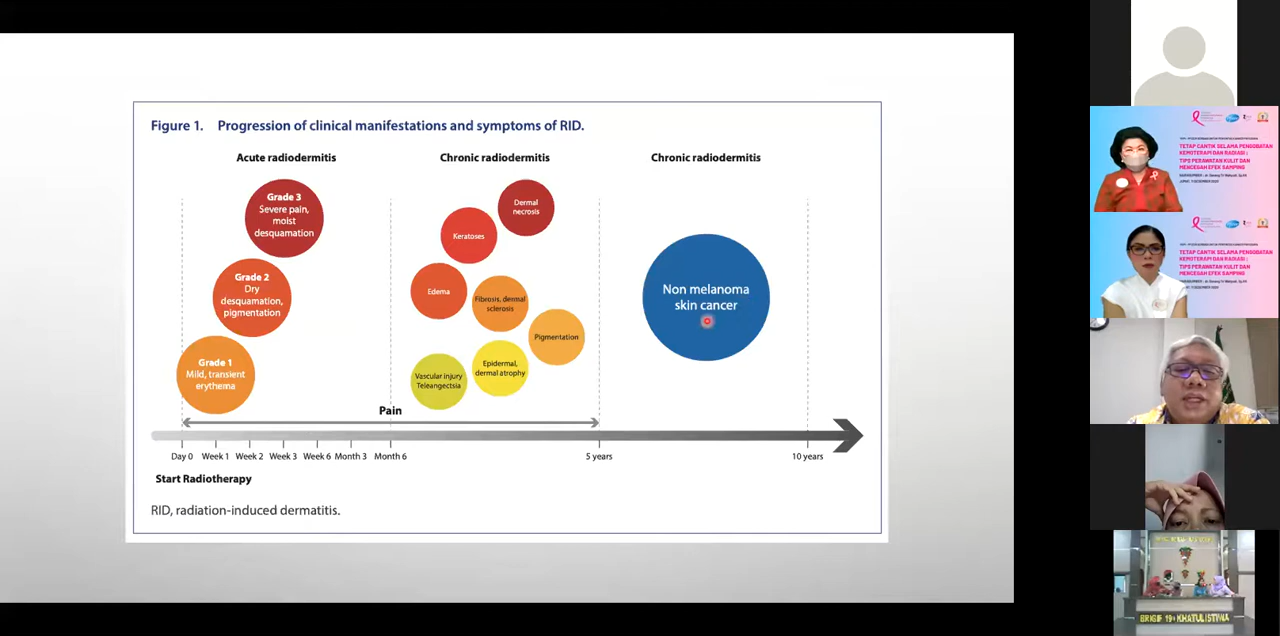 Figure 1. Progression of clinical manifestations and symptoms of RID.
Acute radiodermitis
Chronic radiodermitis
Chronic radiodermitis
Grade 3
Severe pain,
moist
desquamation
Grade 2
Dry
desquamation,
pigmentation
Grade 1
Mild, transient
erythema
Dermal
necrosis
Keratoses
Edema
Fibrosis, dermal
sclerosis
Pigmentation
Epidermal,
dermal atrophy
Vascular injury
Teleangectsia
Non melanoma
skin cancer
Pain
Day 0 Week 1 Week 2 Week 3 Week 6 Month 3 Month 6 5 years 10 years
Start Radiotherapy
RID, radiation-induced dermatitis.
TETAP CANTIK SELAMA PENGOBATAN
KEMOTERAPI DAN RADIASI :
TIPS PERAWATAN KULIT DAN
MENCEGAH EFEK SAMPING
TETAP CANTIK SELAMA PENGOBATAN
KEMOTERAPI DAN RADIASI :
TIPS PERAWATAN KULIT DAN
MENCEGAH EFEK SAMPING
BRIGIF 19 KHATULISTIWA